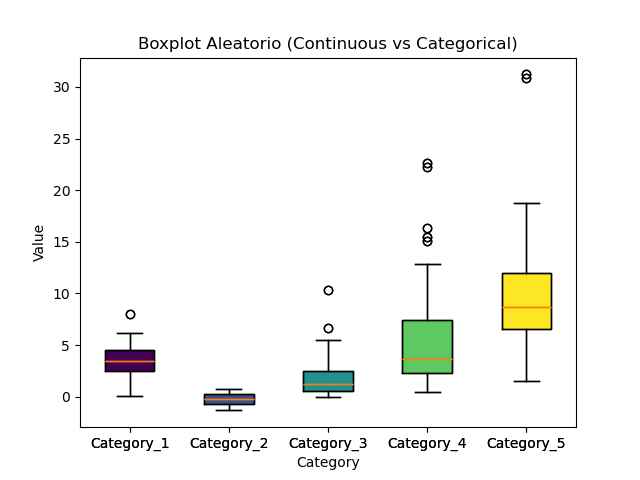 Boxplot Aleatorio (Continuous vs Categorical)
30
25
20
15
10
5
0
Value
Category_1 Category_2 Category_3 Category_4 Category_5
Category